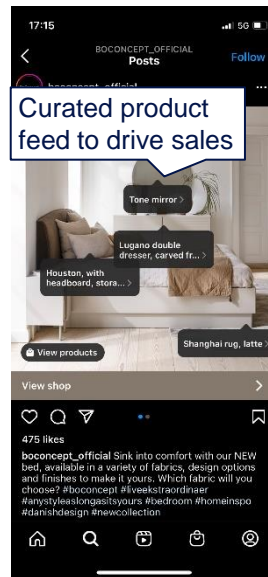 17:15
5G
BOCONCEPT_OFFICIAL
Posts
Follow
boconcept_official
Curated product
feed to drive sales
Tone mirror >
Lugano double
dresser, carved fr... >
Houston, with
headboard, stora... >
Shanghai rug, latte >
View products
View shop
475 likes
boconcept_official Sink into comfort with our NEW
bed, available in a variety of fabrics, design options
and finishes to make it yours. Which fabric will you
choose? #boconcept #liveekstraordinaer
#anystyleaslongasitsyours #bedroom #homeinspo
#danishdesign #newcollection